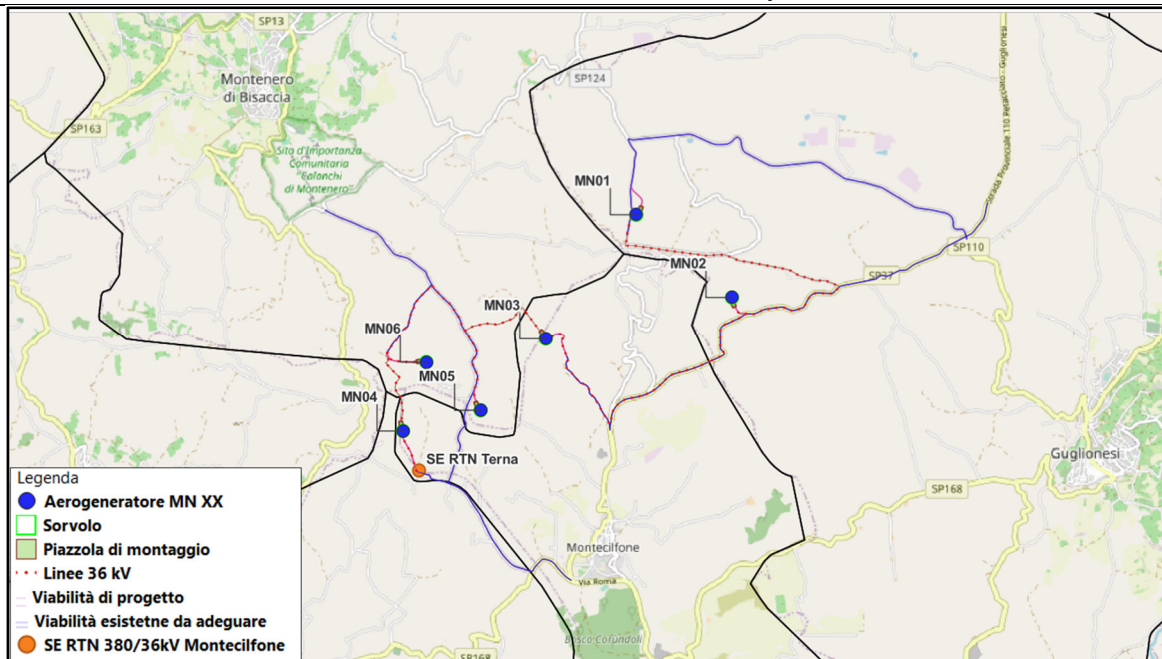 SP13
Montenero
di Bisaccia
SP124
SP163
Sito d'Importanza
Comunitaria
"Calanchi
di Montenero"
Strada Provinciale 110 Petacciato - Guglionesi
MN01
SP110
MN02
SP37
MN03
MN06
MN05
MN04
SE RTN Terna
Guglionesi
SP168
Montecilfone
Via Roma
Bosco Corundoli
SP168
Legenda
Aerogeneratore MN XX
Sorvolo
Piazzola di montaggio
Linee 36 kV
Viabilità di progetto
Viabilità esistetne da adeguare
SE RTN 380/36kV Montecilfone